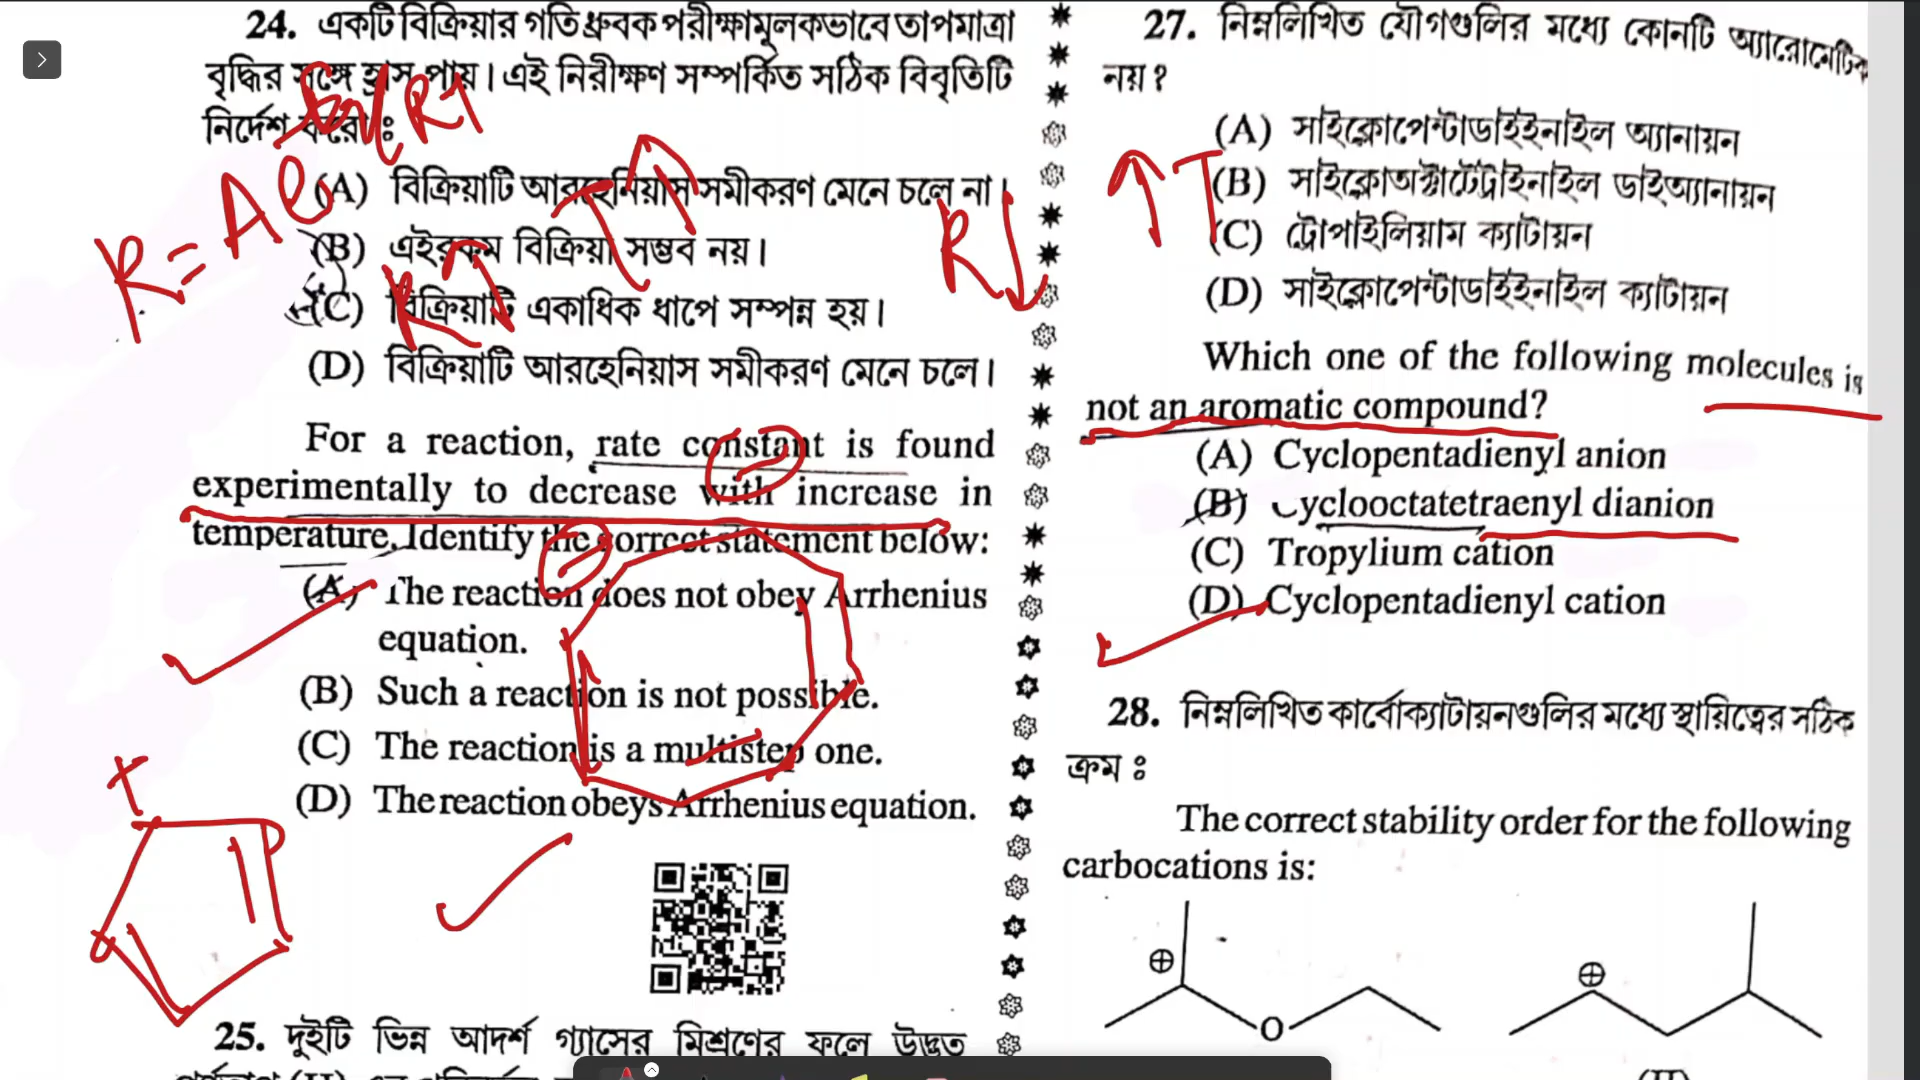 24. একটি বিক্রিয়ার গতি ধ্রুবক পরীক্ষামূলকভাবে তাপমাত্রা
বৃদ্ধির সঙ্গে হ্রাস পায়। এই নিরীক্ষণ সম্পর্কিত সঠিক বিবৃতিটি
নির্দেশ করো ঃ
(A) বিক্রিয়াটি আরহেনিয়াস সমীকরণ মেনে চলে না।
(B) এইরকম বিক্রিয়া সম্ভব নয়।
(C) বিক্রিয়াটি একাধিক ধাপে সম্পন্ন হয়।
(D) বিক্রিয়াটি আরহেনিয়াস সমীকরণ মেনে চলে।
For a reaction, rate constant is found
experimentally to decrease with increase in
temperature. Identify the correct statement below:
(A) The reaction does not obey Arrhenius
equation.
(B) Such a reaction is not possible.
(C) The reaction is a multistep one.
(D) The reaction obeys Arrhenius equation.
25. দুইটি ভিন্ন আদর্শ গ্যাসের মিশ্রণের ফলে উদ্ভূত
27. নিম্নলিখিত যৌগগুলির মধ্যে কোনটি অ্যারোমেটিক
নয়?
(A) সাইক্লোপেন্টাডাইইনাইল অ্যানায়ন
(B) সাইক্লোঅক্টাটেট্রাইনাইল ডাইঅ্যানায়ন
(C) ট্রোপাইলিয়াম ক্যাটায়ন
(D) সাইক্লোপেন্টাডাইইনাইল ক্যাটায়ন
Which one of the following molecules is
not an aromatic compound?
(A) Cyclopentadienyl anion
(B) Cyclooctatetraenyl dianion
(C) Tropylium cation
(D) Cyclopentadienyl cation
28. নিম্নলিখিত কার্বোক্যাটায়নগুলির মধ্যে স্থায়িত্বের সঠিক
ক্রম ঃ
The correct stability order for the following
carbocations is:
⊕ O ⊕
(II)